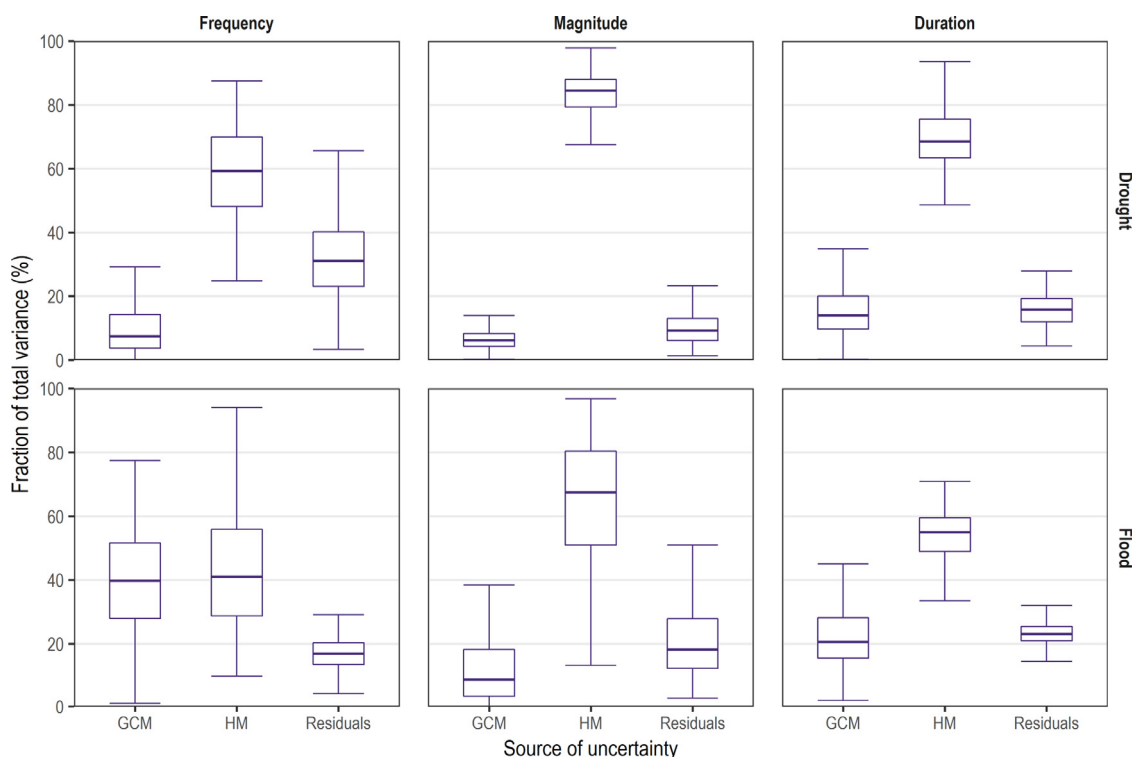 Frequency
Magnitude
Duration
100
80
60
40
20
0
Drought
Fraction of total variance (%)
100
80
60
40
20
0
Flood
GCM HM Residuals
GCM HM Residuals
GCM HM Residuals
Source of uncertainty